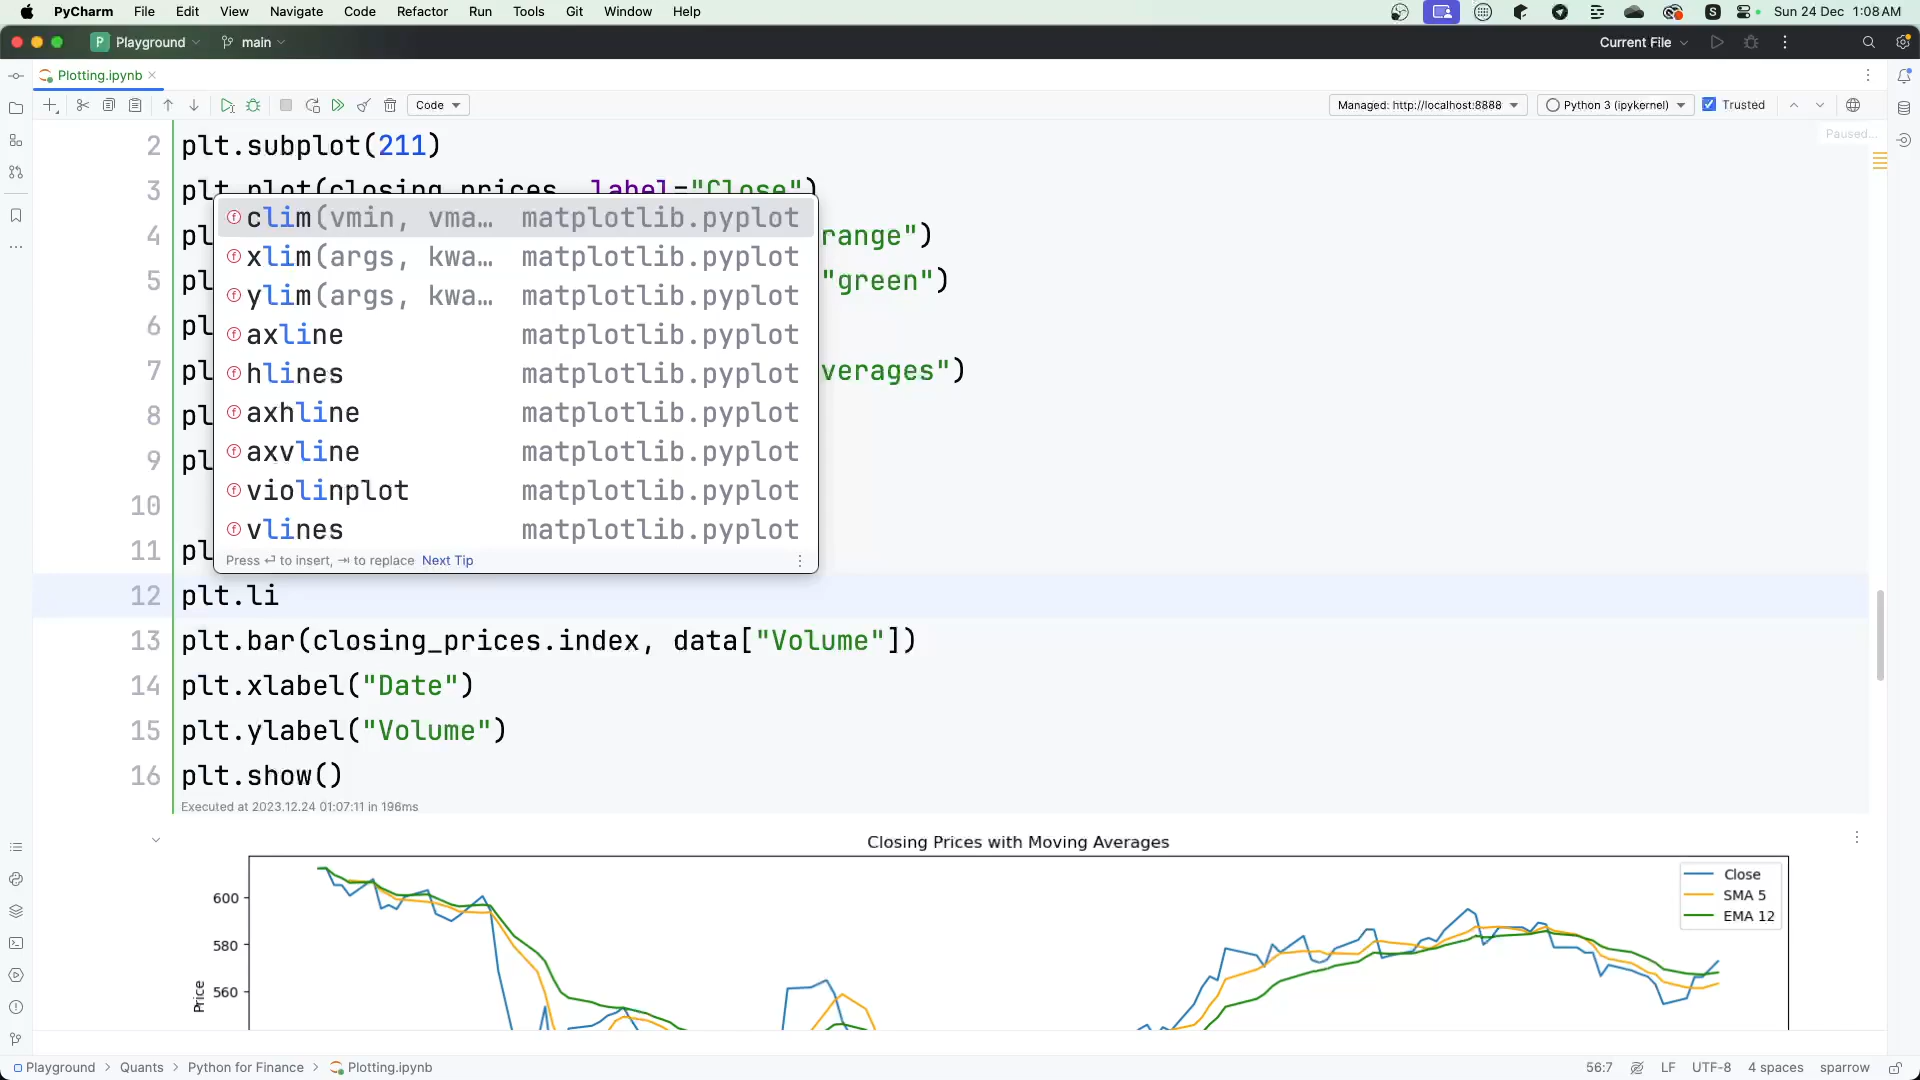 PyCharm File Edit View Navigate Code Refactor Run Tools Git Window Help S Sun 24 Dec 1:08 AM
P Playground main Current File
Plotting.ipynb
Code Managed: http://localhost:8888 Python 3 (ipykernel) Trusted
Paused...
2 plt.subplot(211)
3 plt.plot(closing_prices, label="Close")
clim(vmin, vma… matplotlib.pyplot
4 pl range")
xlim(args, kwa… matplotlib.pyplot
5 pl "green")
ylim(args, kwa… matplotlib.pyplot
6 pl
axline matplotlib.pyplot
7 pl verages")
hlines matplotlib.pyplot
8 pl
axhline matplotlib.pyplot
9 pl
axvline matplotlib.pyplot
10
violinplot matplotlib.pyplot
vlines matplotlib.pyplot
11 pl
Press ⏎ to insert, ⇥ to replace Next Tip
12 plt.li
13 plt.bar(closing_prices.index, data["Volume"])
14 plt.xlabel("Date")
15 plt.ylabel("Volume")
16 plt.show()
Executed at 2023.12.24 01:07:11 in 196ms
Closing Prices with Moving Averages
Close
SMA 5
EMA 12
600
580
560
Price
Playground > Quants > Python for Finance > Plotting.ipynb 56:7 LF UTF-8 4 spaces sparrow